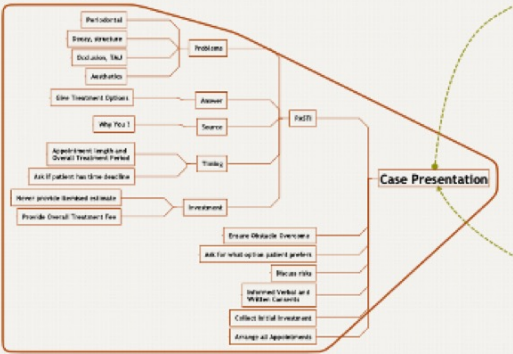 Periodontal
Decay, structure
Occlusion, TMJ
Aesthetics
Problems
Give Treatment Options
Answer
Why You ?
Source
Appointment length and
Overall Treatment Period
Ask if patient has time deadline
Timing
Never provide itemised estimate
Provide Overall Treatment Fee
Investment
PASTI
Case Presentation
Ensure Obstacle Overcome
Ask for what option patient prefers
Discuss risks
Informed Verbal and
Written Consents
Collect Initial Investment
Arrange all Appointments